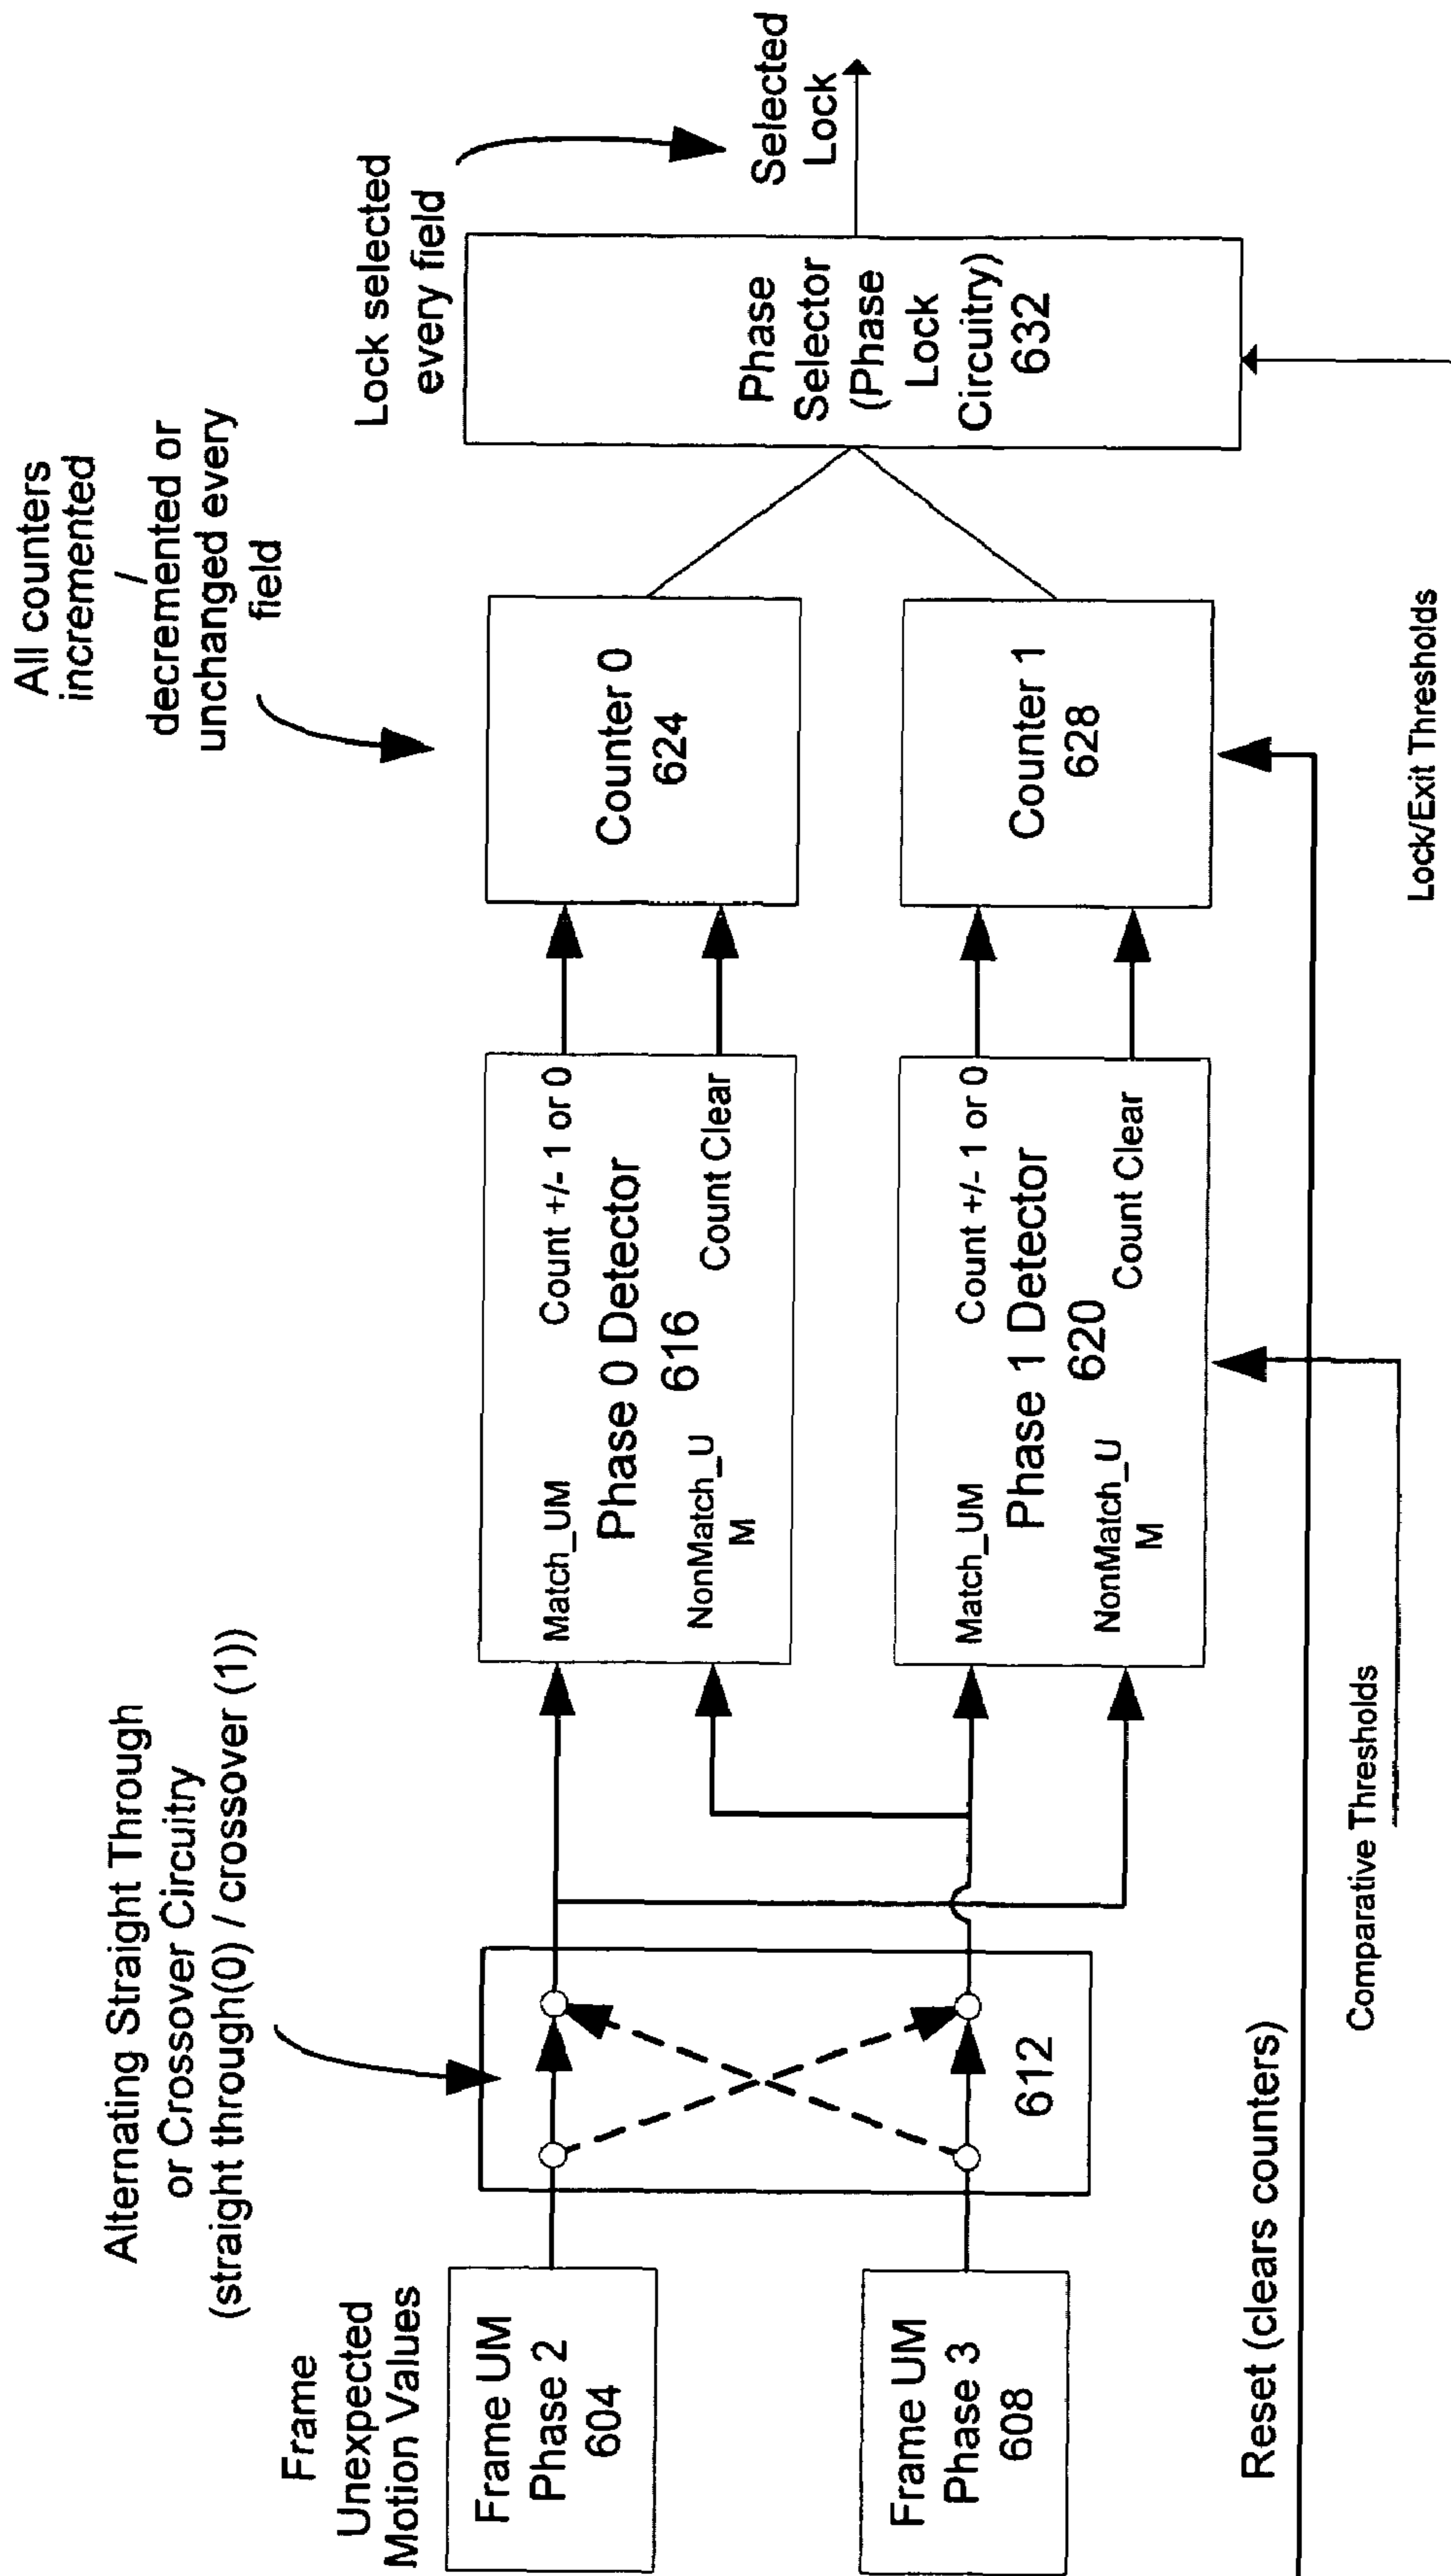 Frame
Unexpected
Motion Values
Frame UM
Phase 2
604
Frame UM
Phase 3
608
Alternating Straight Through
or Crossover Circuitry
(straight through(0) / crossover (1))
612
Match_UM
Count +/- 1 or 0
Phase 0 Detector
616
NonMatch_U
M
Count Clear
Match_UM
Count +/- 1 or 0
Phase 1 Detector
620
NonMatch_U
M
Count Clear
All counters
incremented
/
decremented or
unchanged every
field
Counter 0
624
Counter 1
628
Lock selected
every field
Phase
Selector
(Phase
Lock
Circuitry)
632
Selected
Lock
Reset (clears counters)
Comparative Thresholds
Lock/Exit Thresholds